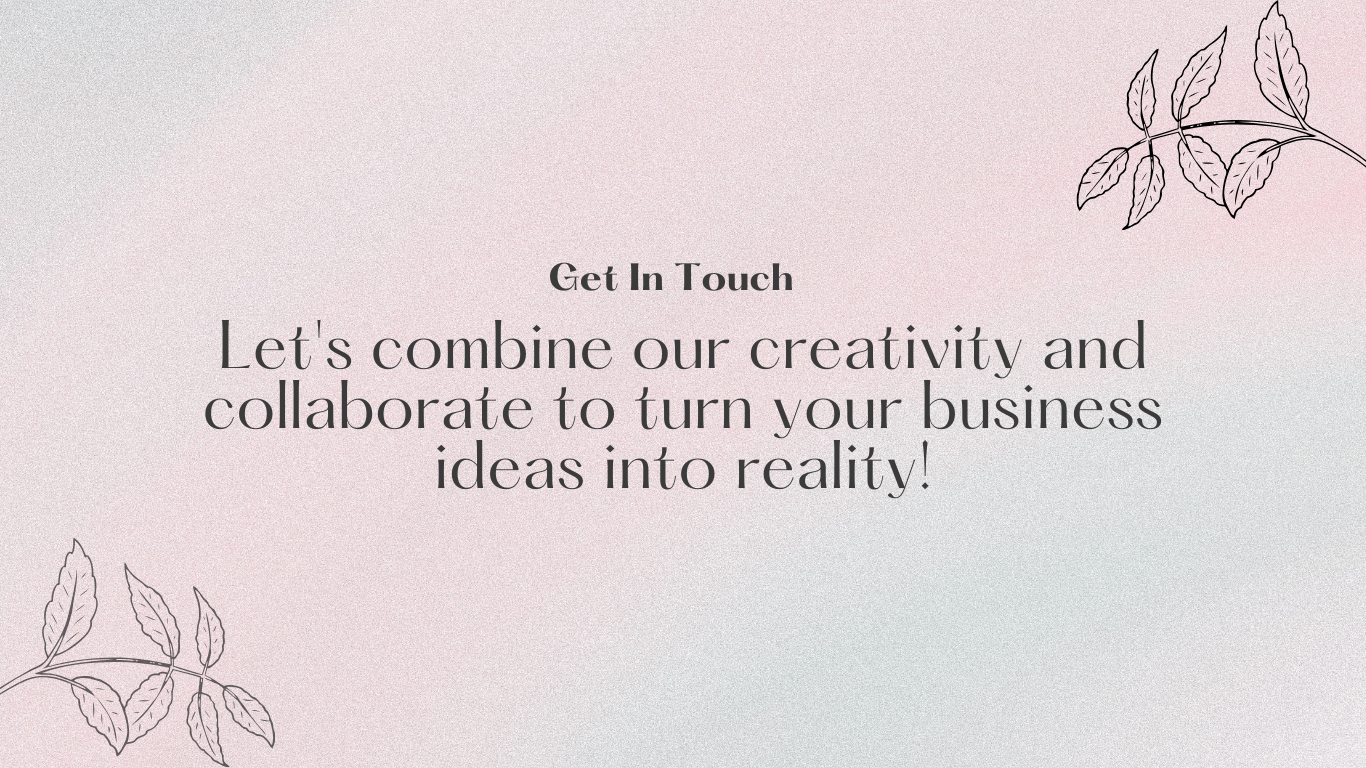 Get In Touch
Let's combine our creativity and
collaborate to turn your business
ideas into reality!